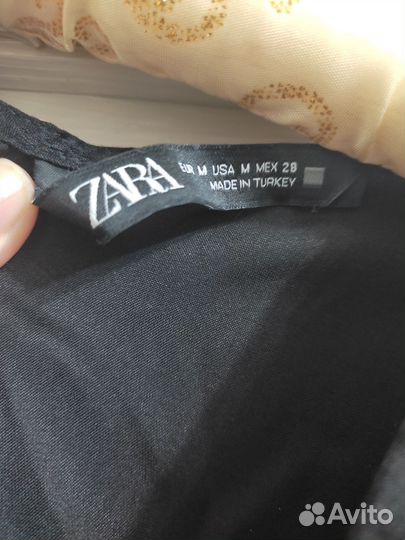 ZARA
EUR M USA M MEX 28
MADE IN TURKEY
Avito